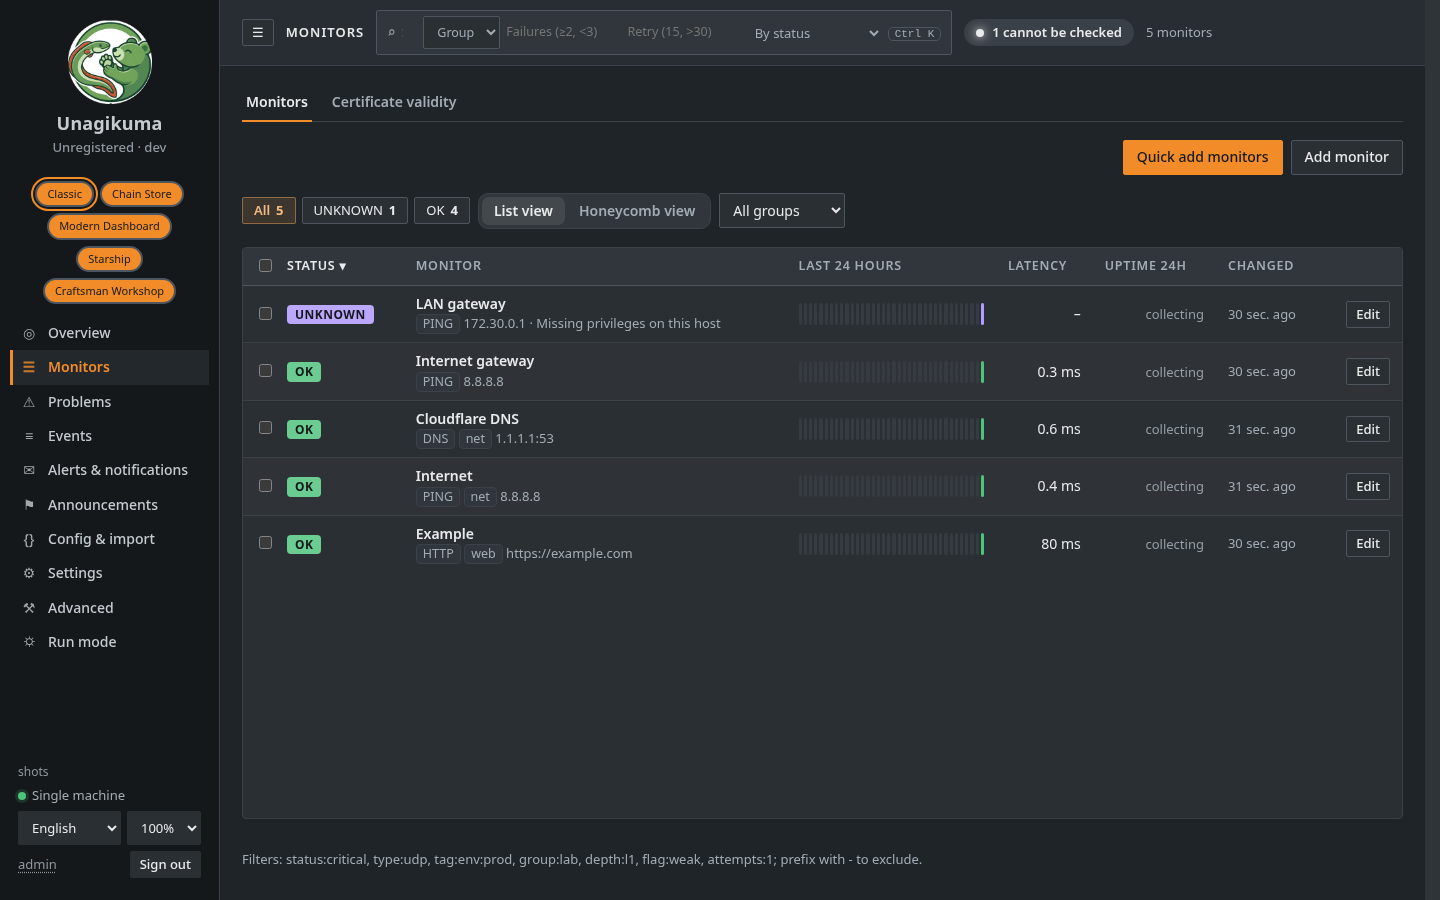 Unagikuma
Unregistered · dev
Classic
Chain Store
Modern Dashboard
Starship
Craftsman Workshop
Overview
Monitors
Problems
Events
Alerts & notifications
Announcements
Config & import
Settings
Advanced
Run mode
shots
Single machine
English 100%
admin Sign out
MONITORS Group Failures (≥2, <3) Retry (15, >30) By status Ctrl K 1 cannot be checked 5 monitors
Monitors Certificate validity
Quick add monitors Add monitor
All 5 UNKNOWN 1 OK 4 List view Honeycomb view All groups
STATUS ▾ MONITOR LAST 24 HOURS LATENCY UPTIME 24H CHANGED
LAN gateway
UNKNOWN – collecting 30 sec. ago Edit
PING 172.30.0.1 · Missing privileges on this host
Internet gateway
OK 0.3 ms collecting 30 sec. ago Edit
PING 8.8.8.8
Cloudflare DNS
OK 0.6 ms collecting 31 sec. ago Edit
DNS net 1.1.1.1:53
Internet
OK 0.4 ms collecting 31 sec. ago Edit
PING net 8.8.8.8
Example
OK 80 ms collecting 30 sec. ago Edit
HTTP web https://example.com
Filters: status:critical, type:udp, tag:env:prod, group:lab, depth:l1, flag:weak, attempts:1; prefix with - to exclude.